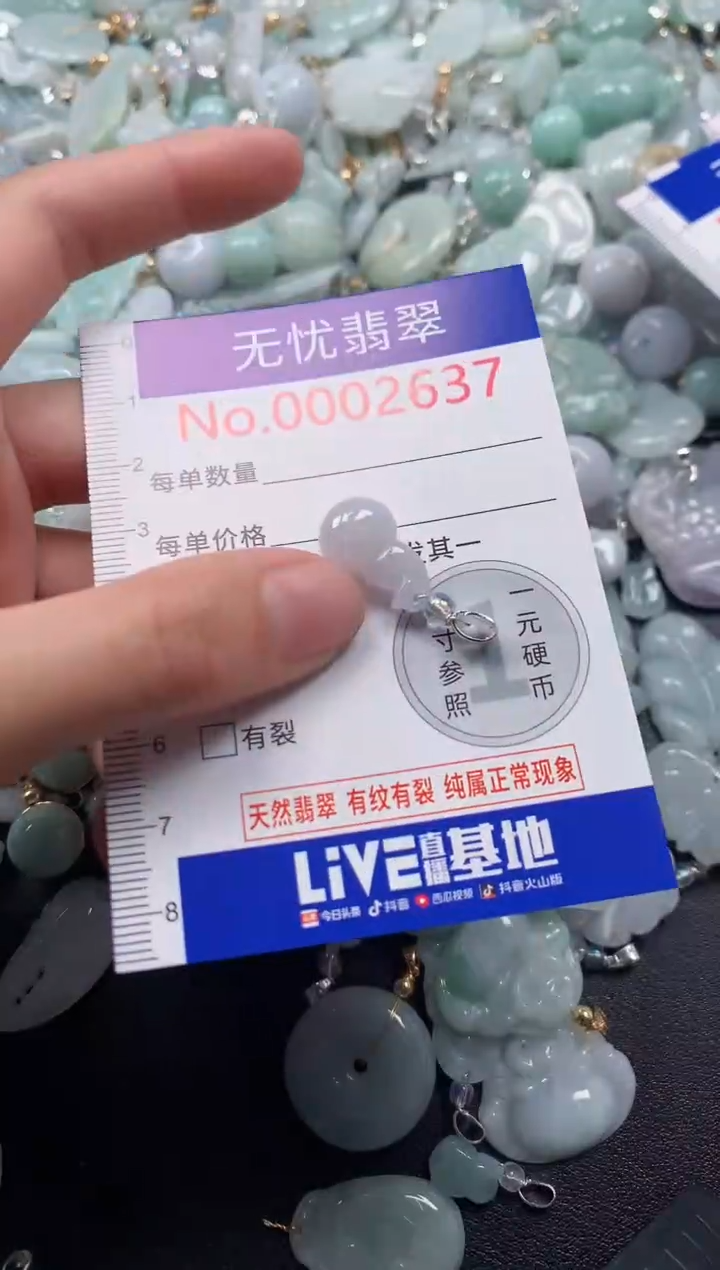 无忧翡翠
No.0002637
0
1
2
每单数量
3
每单价格
发其一
一元硬币
1
寸参照
6
有裂
天然翡翠 有纹有裂 纯属正常现象
7
LiVE直播基地
8
今日头条 抖音 西瓜视频 抖音火山版